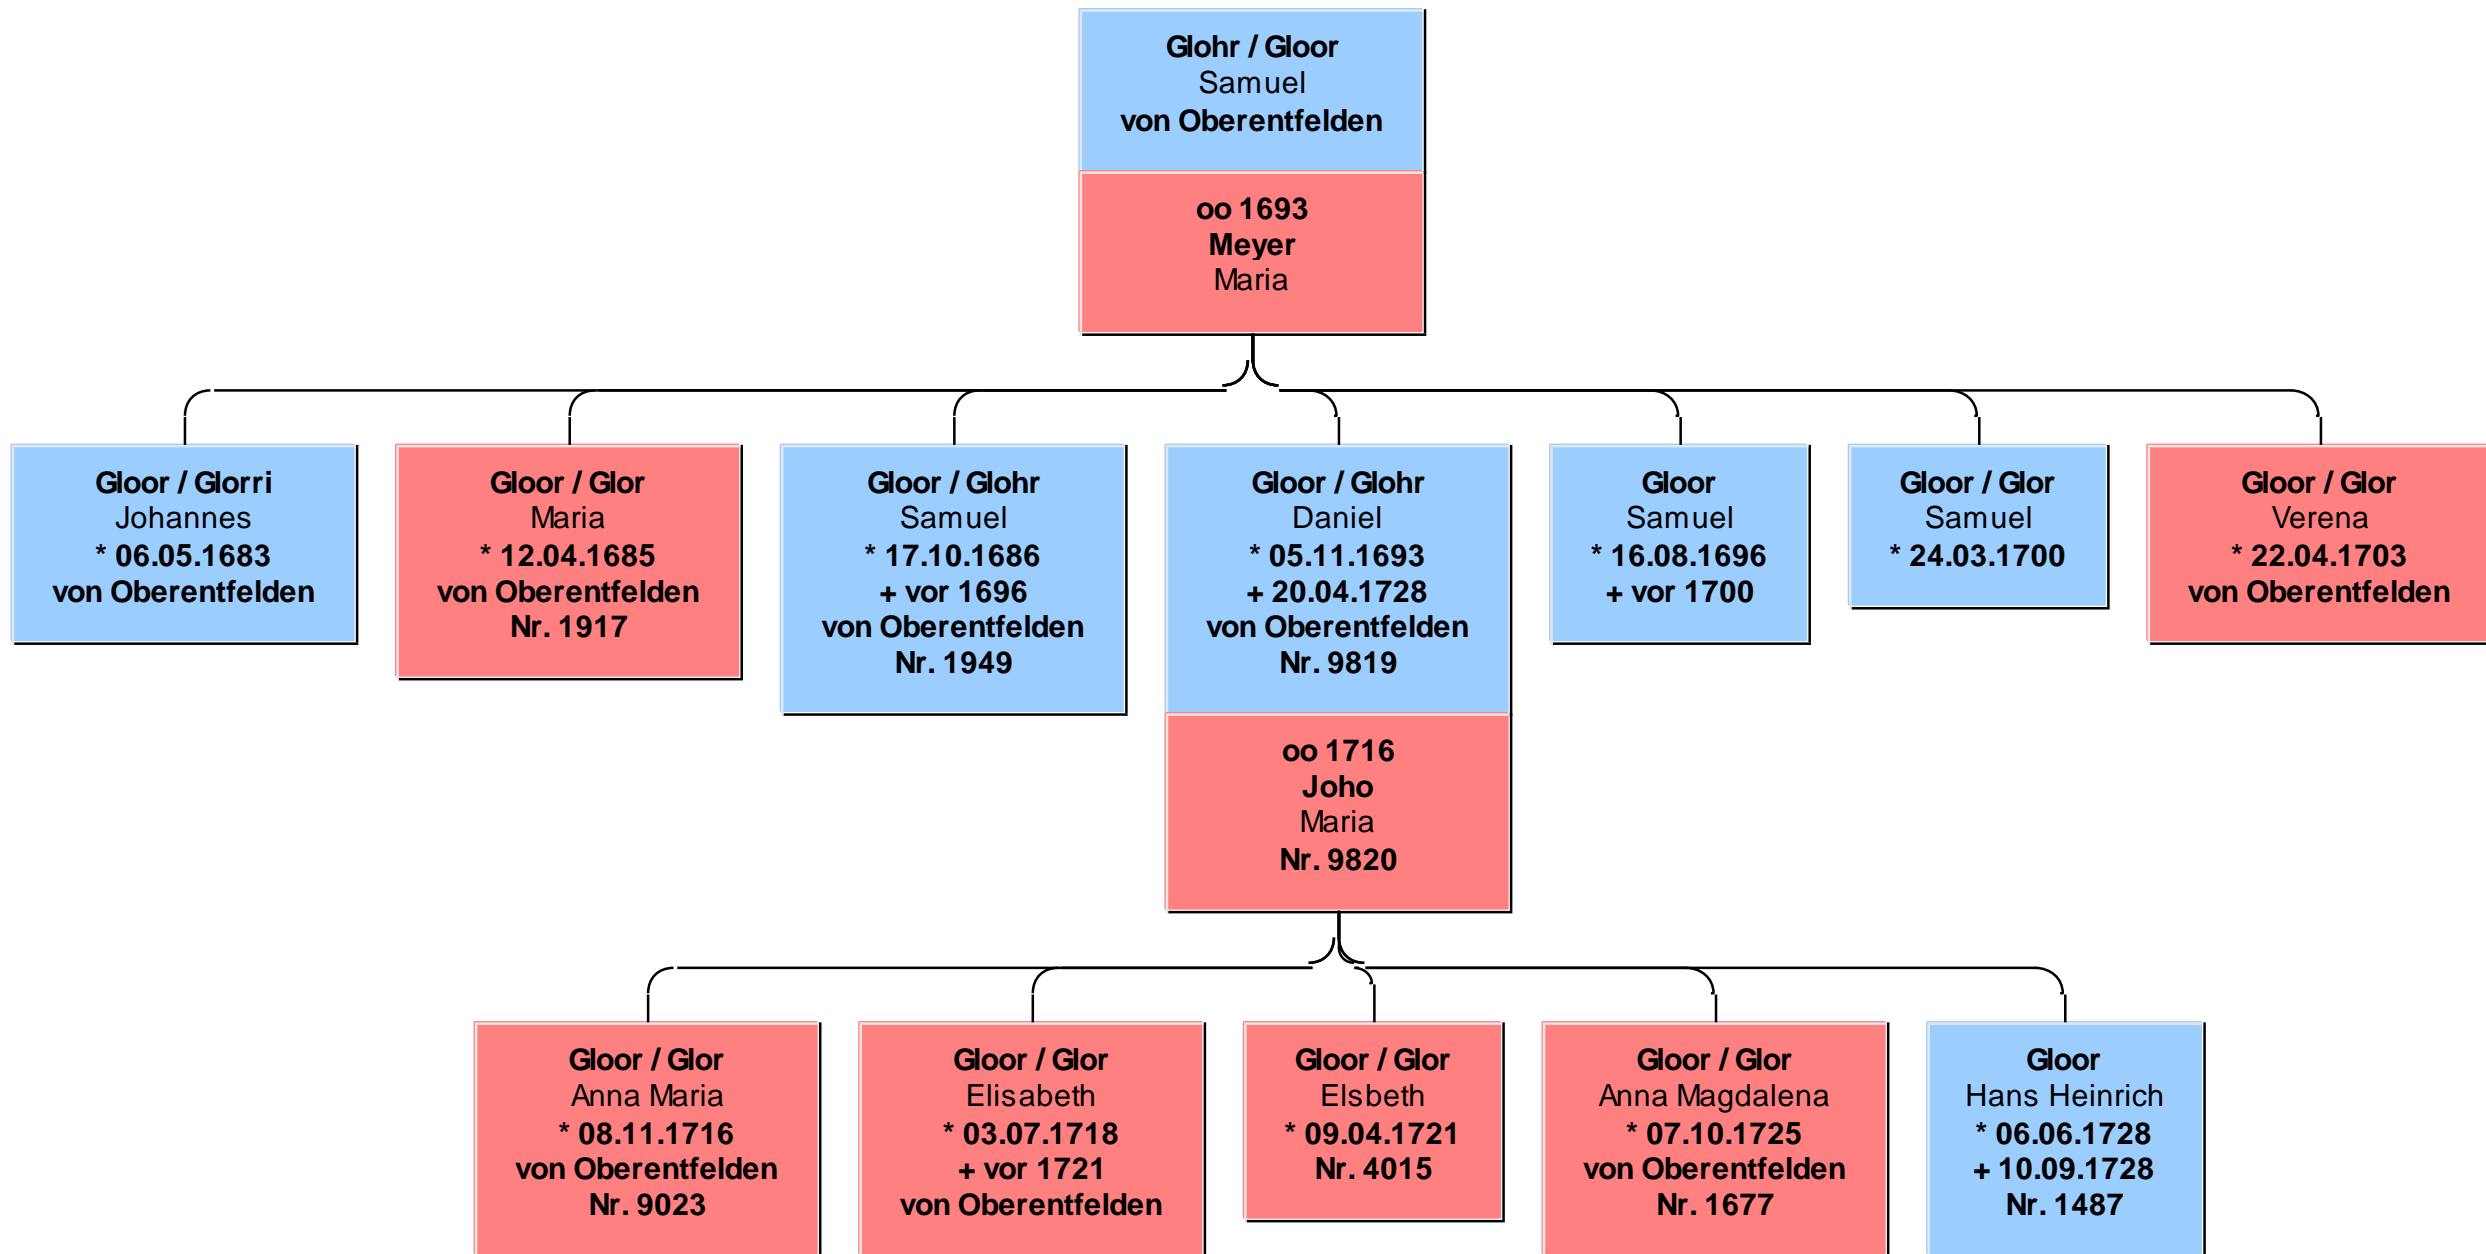 Glohr / Gloor
Samuel
von Oberentfelden
oo 1693
Meyer
Maria
Gloor / Glorri
Johannes
* 06.05.1683
von Oberentfelden
Gloor / Glor
Maria
* 12.04.1685
von Oberentfelden
Nr. 1917
Gloor / Glohr
Samuel
* 17.10.1686
+ vor 1696
von Oberentfelden
Nr. 1949
Gloor / Glohr
Daniel
* 05.11.1693
+ 20.04.1728
von Oberentfelden
Nr. 9819
Gloor
Samuel
* 16.08.1696
+ vor 1700
Gloor / Glor
Samuel
* 24.03.1700
Gloor / Glor
Verena
* 22.04.1703
von Oberentfelden
oo 1716
Joho
Maria
Nr. 9820
Gloor / Glor
Anna Maria
* 08.11.1716
von Oberentfelden
Nr. 9023
Gloor / Glor
Elisabeth
* 03.07.1718
+ vor 1721
von Oberentfelden
Gloor / Glor
Elsbeth
* 09.04.1721
Nr. 4015
Gloor / Glor
Anna Magdalena
* 07.10.1725
von Oberentfelden
Nr. 1677
Gloor
Hans Heinrich
* 06.06.1728
+ 10.09.1728
Nr. 1487